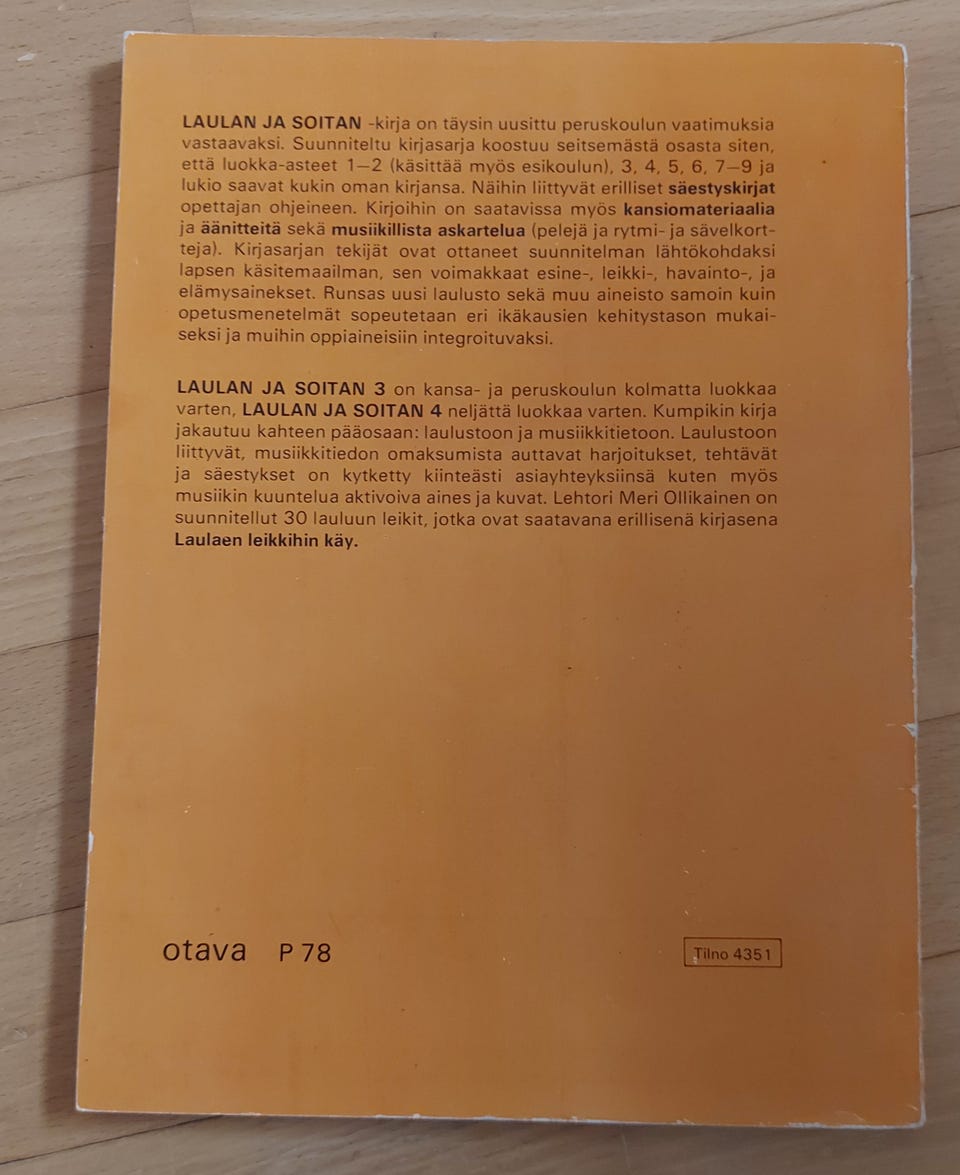 LAULAN JA SOITAN -kirja on täysin uusittu peruskoulun vaatimuksia
vastaavaksi. Suunniteltu kirjasarja koostuu seitsemästä osasta siten,
että luokka-asteet 1—2 (käsittää myös esikoulun), 3, 4, 5, 6, 7—9 ja
lukio saavat kukin oman kirjansa. Näihin liittyvät erilliset säestyskirjat
opettajan ohjeineen. Kirjoihin on saatavissa myös kansiomateriaalia
ja äänitteitä sekä musiikillista askartelua (pelejä ja rytmi- ja sävelkort-
teja). Kirjasarjan tekijät ovat ottaneet suunnitelman lähtökohdaksi
lapsen käsitemaailman, sen voimakkaat esine-, leikki-, havainto-, ja
elämysainekset. Runsas uusi laulusto sekä muu aineisto samoin kuin
opetusmenetelmät sopeutetaan eri ikäkausien kehitystason mukai-
seksi ja muihin oppiaineisiin integroituvaksi.
LAULAN JA SOITAN 3 on kansa- ja peruskoulun kolmatta luokkaa
varten, LAULAN JA SOITAN 4 neljättä luokkaa varten. Kumpikin kirja
jakautuu kahteen pääosaan: laulustoon ja musiikkitietoon. Laulustoon
liittyvät, musiikkitiedon omaksumista auttavat harjoitukset, tehtävät
ja säestykset on kytketty kiinteästi asiayhteyksiinsä kuten myös
musiikin kuuntelua aktivoiva aines ja kuvat. Lehtori Meri Ollikainen on
suunnitellut 30 lauluun leikit, jotka ovat saatavana erillisenä kirjasena
Laulaen leikkihin käy.
otava P 78
Tilno 4351